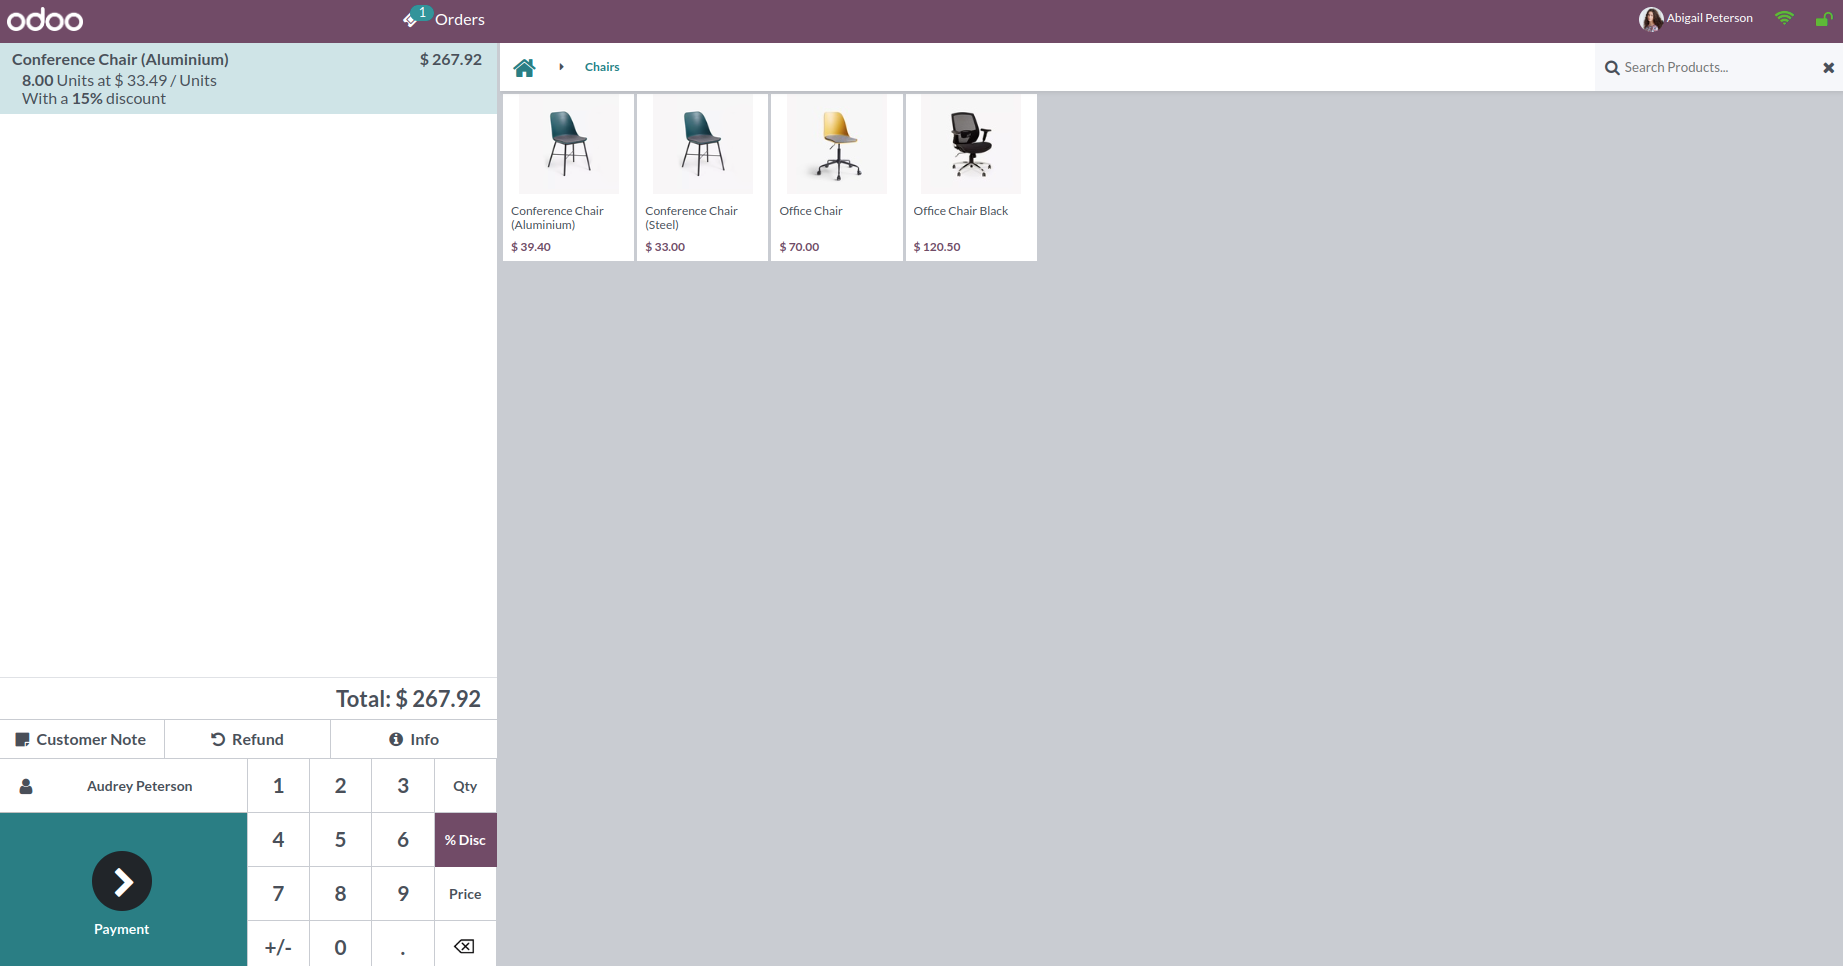 odoo
1 Orders
Abigail Peterson
Conference Chair (Aluminium) $ 267.92
8.00 Units at $ 33.49 / Units
With a 15% discount
Chairs
Search Products...
Conference Chair (Aluminium)
$ 39.40
Conference Chair (Steel)
$ 33.00
Office Chair
$ 70.00
Office Chair Black
$ 120.50
Total: $ 267.92
Customer Note
Refund
Info
Audrey Peterson
1 2 3 Qty
4 5 6 % Disc
7 8 9 Price
+/- 0 .
Payment